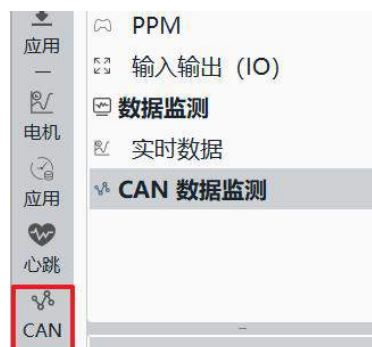 应用
电机
应用
心跳
CAN
PPM
输入输出（IO）
数据监测
实时数据
CAN 数据监测